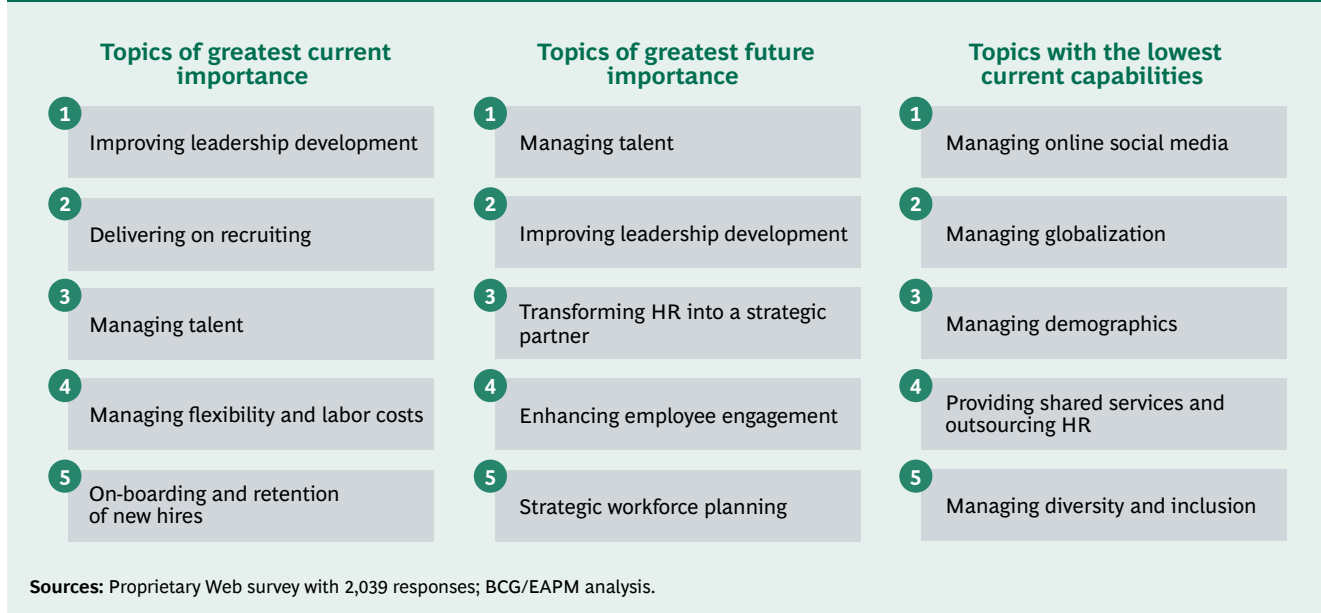 Topics of greatest current
importance
1
Improving leadership development
2
Delivering on recruiting
3
Managing talent
4
Managing flexibility and labor costs
5
On-boarding and retention
of new hires
Topics of greatest future
importance
1
Managing talent
2
Improving leadership development
3
Transforming HR into a strategic
partner
4
Enhancing employee engagement
5
Strategic workforce planning
Topics with the lowest
current capabilities
1
Managing online social media
2
Managing globalization
3
Managing demographics
4
Providing shared services and
outsourcing HR
5
Managing diversity and inclusion
Sources: Proprietary Web survey with 2,039 responses; BCG/EAPM analysis.